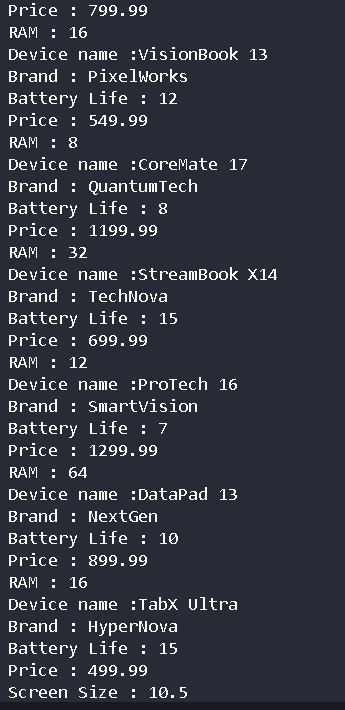 Price : 799.99
RAM : 16
Device name :VisionBook 13
Brand : PixelWorks
Battery Life : 12
Price : 549.99
RAM : 8
Device name :CoreMate 17
Brand : QuantumTech
Battery Life : 8
Price : 1199.99
RAM : 32
Device name :StreamBook X14
Brand : TechNova
Battery Life : 15
Price : 699.99
RAM : 12
Device name :ProTech 16
Brand : SmartVision
Battery Life : 7
Price : 1299.99
RAM : 64
Device name :DataPad 13
Brand : NextGen
Battery Life : 10
Price : 899.99
RAM : 16
Device name :TabX Ultra
Brand : HyperNova
Battery Life : 15
Price : 499.99
Screen Size : 10.5